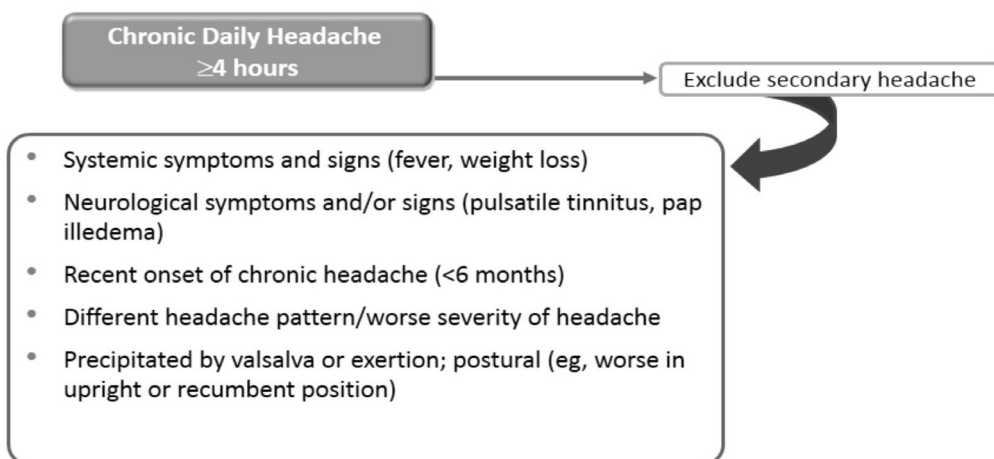 Chronic Daily Headache
≥4 hours
Exclude secondary headache
• Systemic symptoms and signs (fever, weight loss)
• Neurological symptoms and/or signs (pulsatile tinnitus, pap
illedema)
• Recent onset of chronic headache (<6 months)
• Different headache pattern/worse severity of headache
• Precipitated by valsalva or exertion; postural (eg, worse in
upright or recumbent position)